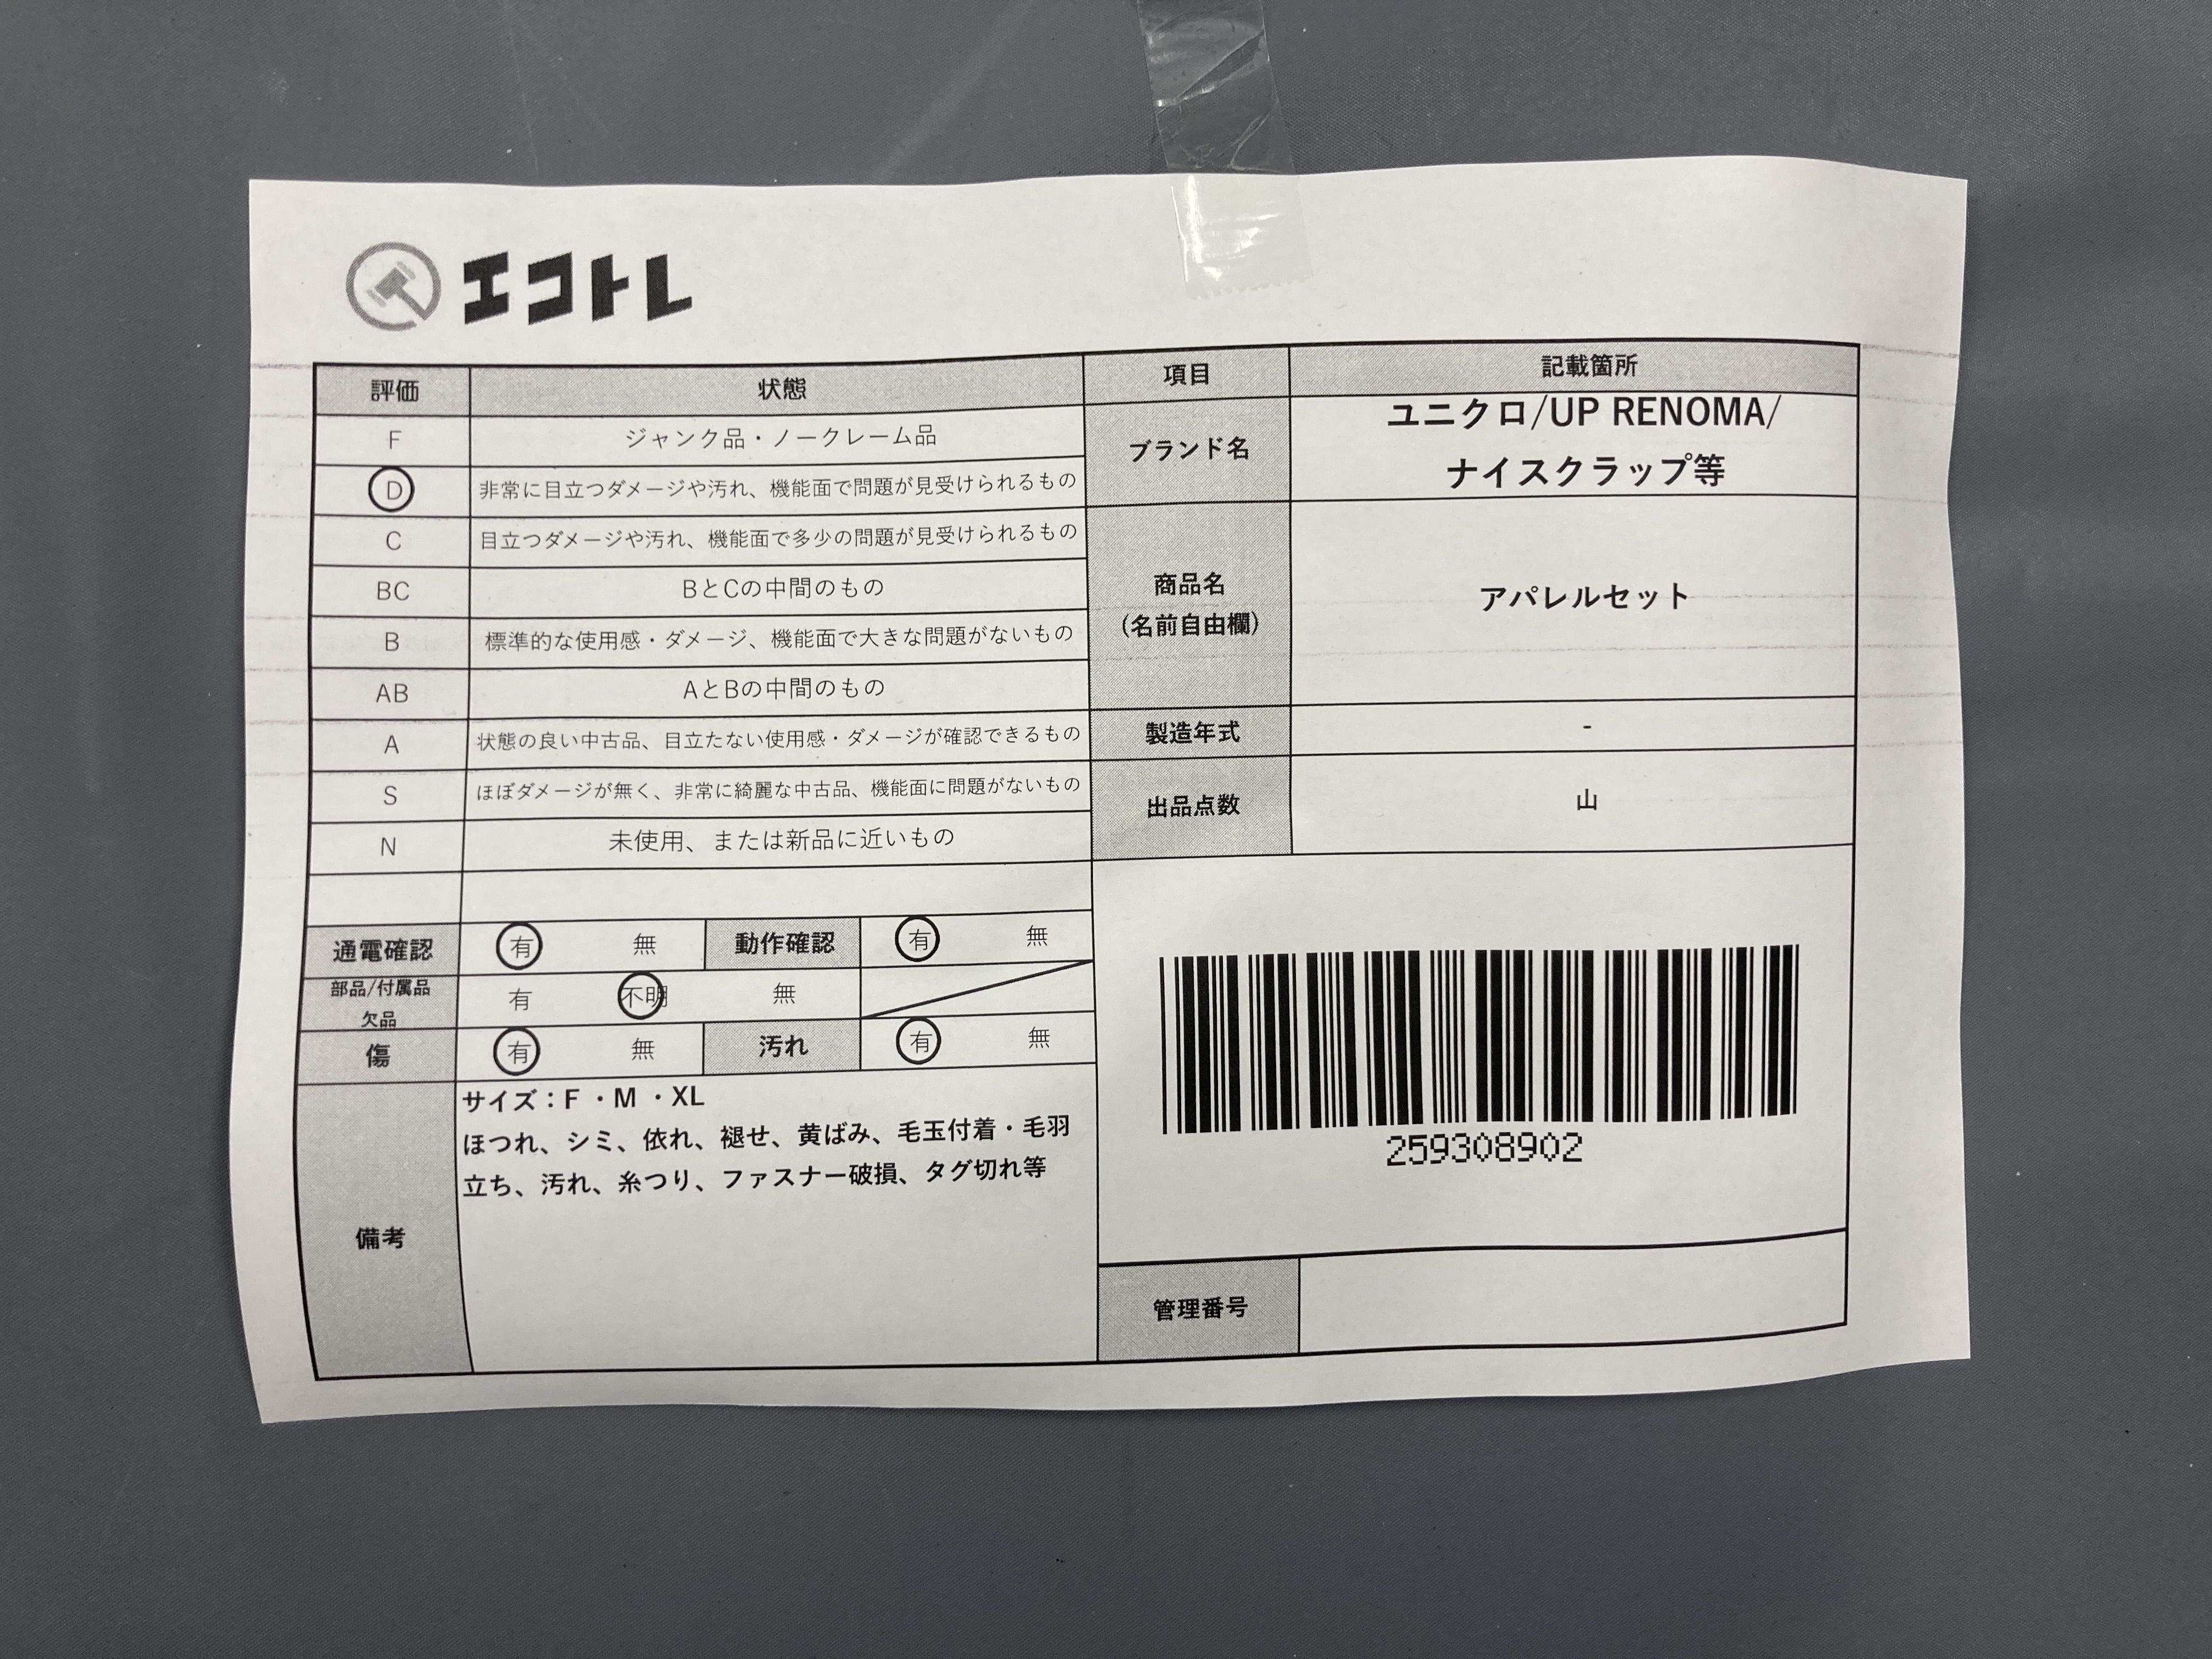 エコトレ
評価 状態
F ジャンク品・ノークレーム品
D 非常に目立つダメージや汚れ、機能面で問題が見受けられるもの
C 目立つダメージや汚れ、機能面で多少の問題が見受けられるもの
BC BとCの中間のもの
B 標準的な使用感・ダメージ、機能面で大きな問題がないもの
AB AとBの中間のもの
A 状態の良い中古品、目立たない使用感・ダメージが確認できるもの
S ほぼダメージが無く、非常に綺麗な中古品、機能面に問題がないもの
N 未使用、または新品に近いもの
通電確認 有 無 動作確認 有 無
部品/付属品
欠品 有 不明 無
傷 有 無 汚れ 有 無
備考
サイズ：F ・M ・XL
ほつれ、シミ、依れ、褪せ、黄ばみ、毛玉付着・毛羽
立ち、汚れ、糸つり、ファスナー破損、タグ切れ等
項目 記載箇所
ブランド名
ユニクロ/UP RENOMA/
ナイスクラップ等
商品名
（名前自由欄）
アパレルセット
製造年式 -
出品点数 山
259308902
管理番号